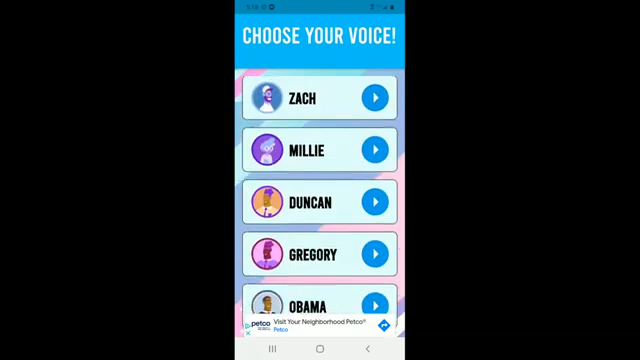 CHOOSE YOUR VOICE!
ZACH
MILLIE
DUNCAN
GREGORY
OBAMA
petco
Visit Your Neighborhood Petco®
Petco